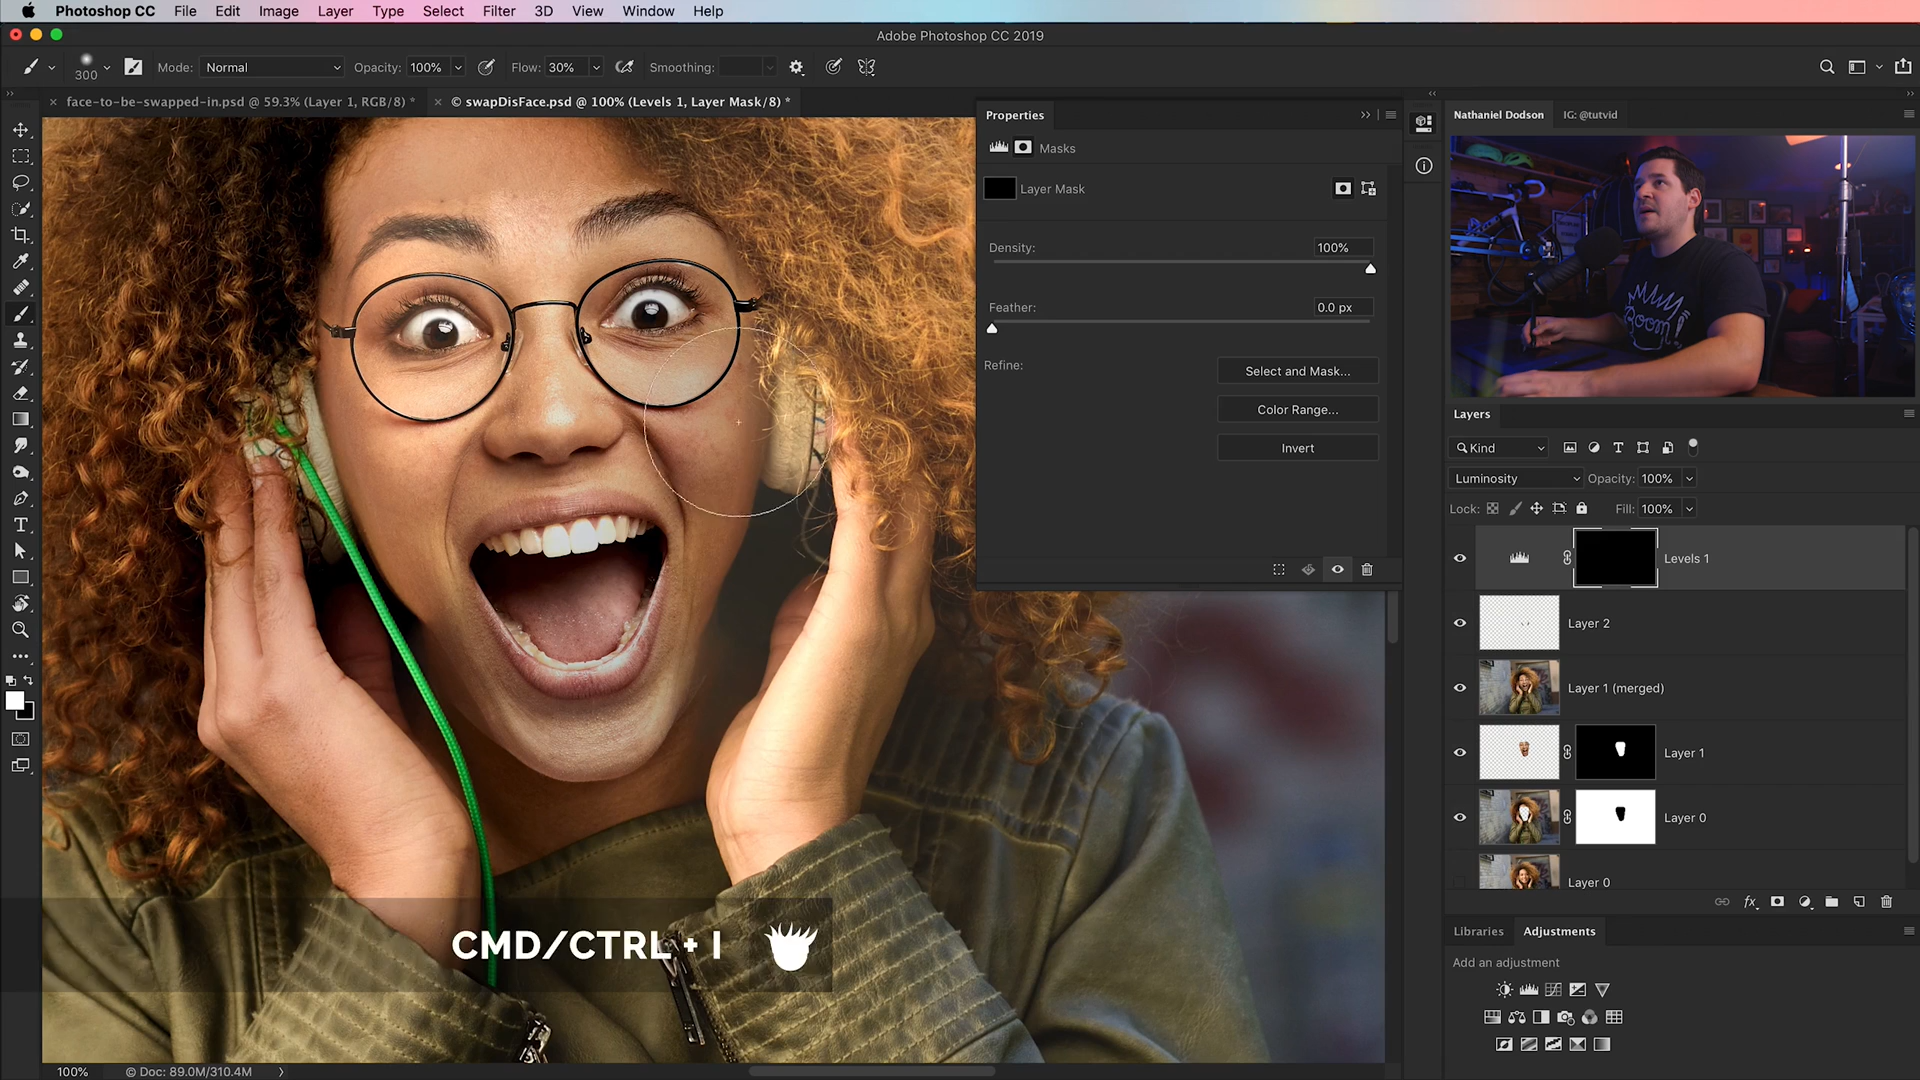 Photoshop CC File Edit Image Layer Type Select Filter 3D View Window Help
Adobe Photoshop CC 2019
300 Mode: Normal Opacity: 100% Flow: 30% Smoothing:
face-to-be-swapped-in.psd @ 59.3% (Layer 1, RGB/8) *
© swapDisFace.psd @ 100% (Levels 1, Layer Mask/8) *
Properties
Masks
Layer Mask
Density: 100%
Feather: 0.0 px
Refine: Select and Mask...
Color Range...
Invert
Nathaniel Dodson IG: @tutvid
Boom!
Layers
Kind
Luminosity Opacity: 100%
Lock: Fill: 100%
Levels 1
Layer 2
Layer 1 (merged)
Layer 1
Layer 0
Layer 0
fx
Libraries Adjustments
Add an adjustment
CMD/CTRL + I
100% © Doc: 89.0M/310.4M